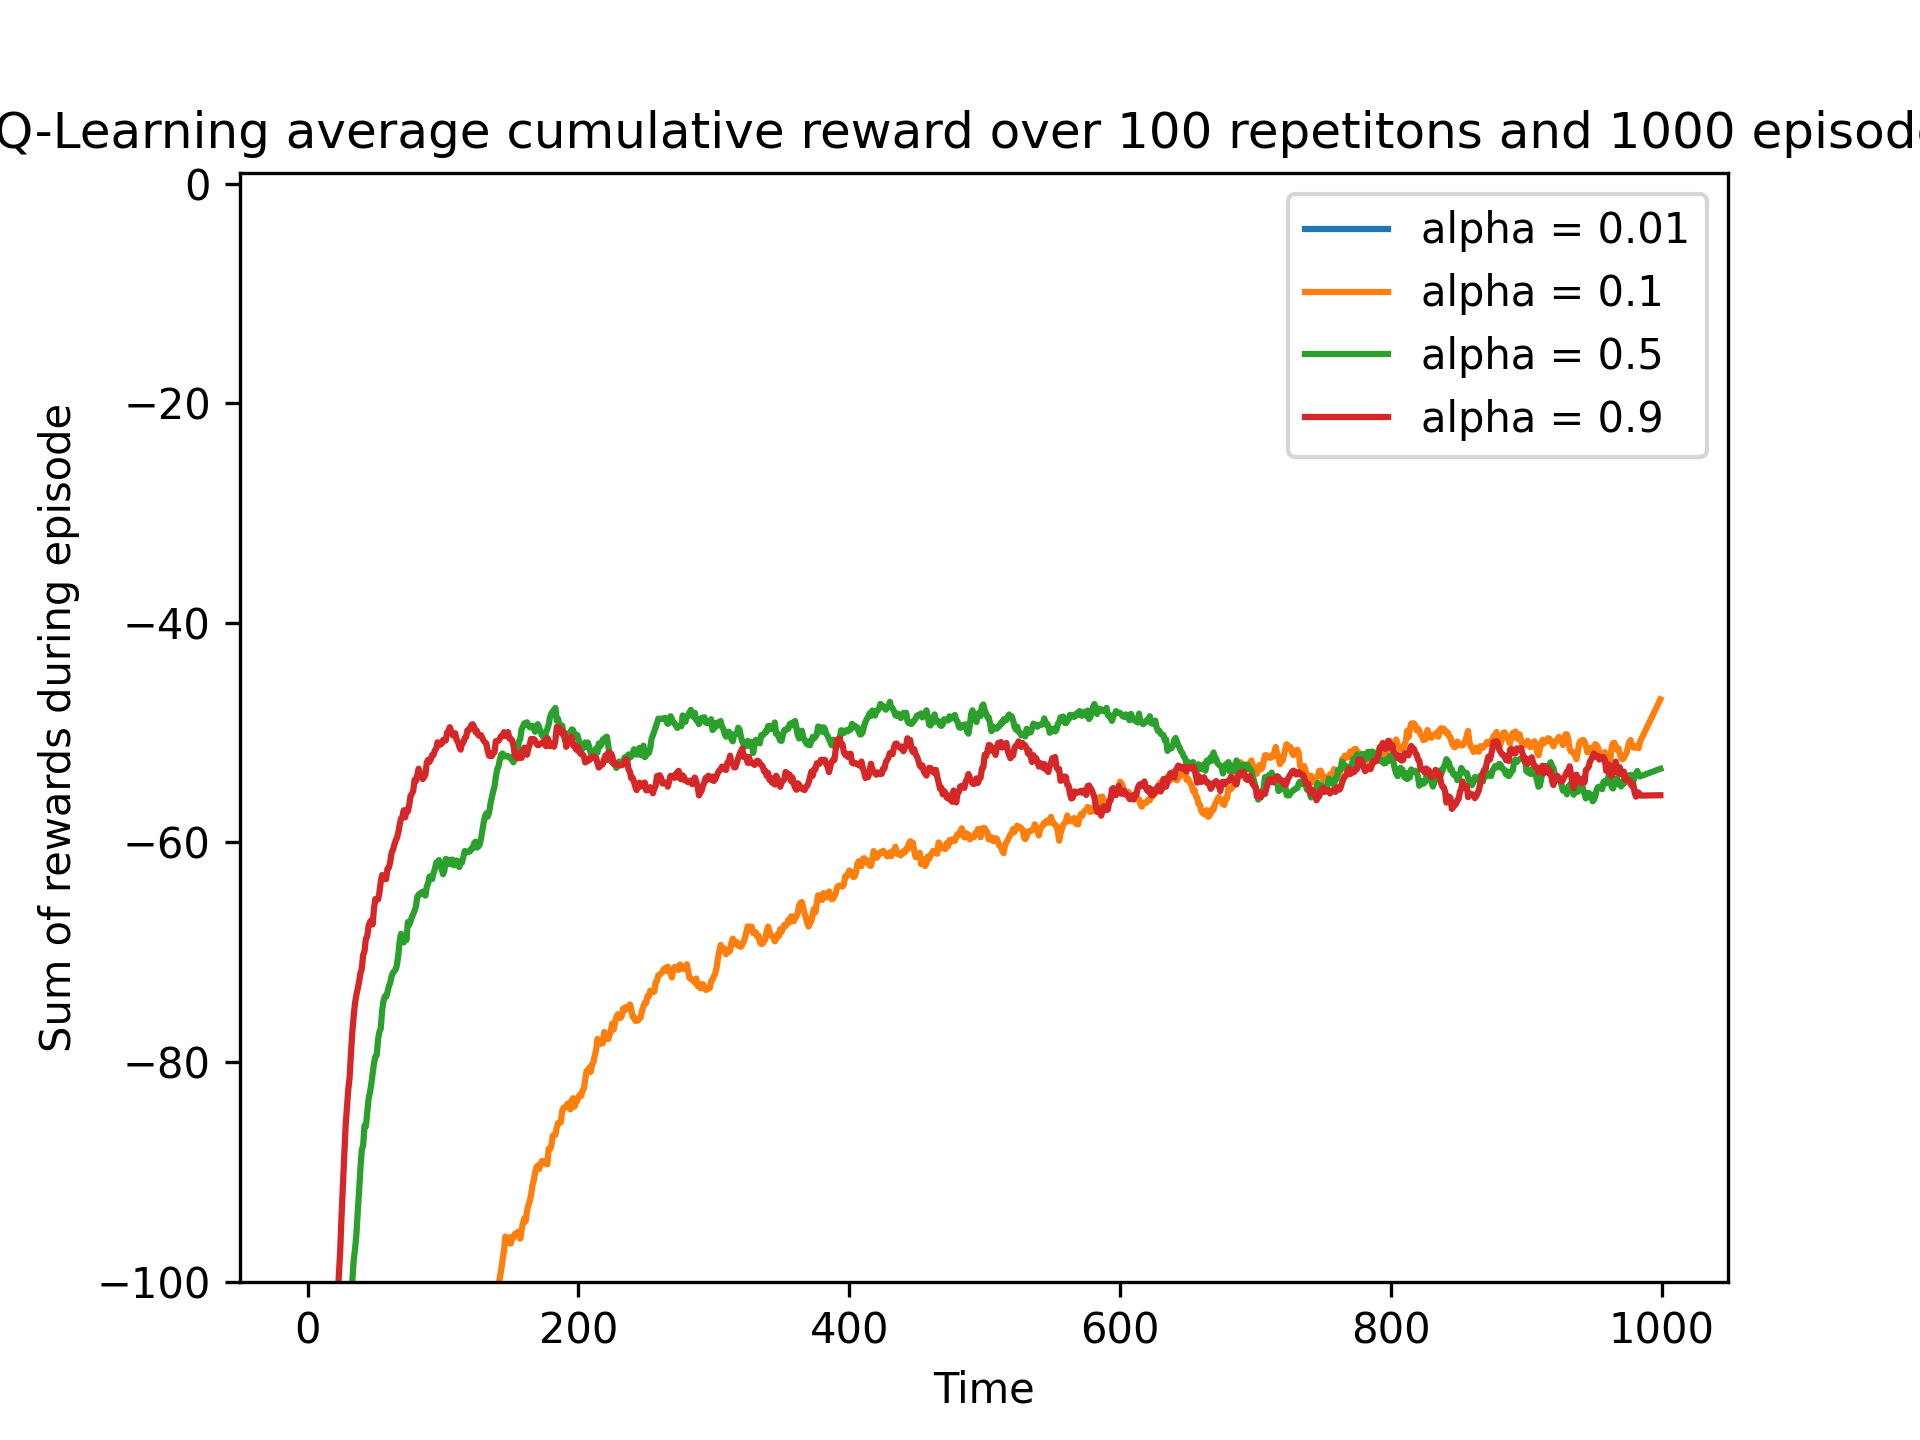 Q-Learning average cumulative reward over 100 repetitons and 1000 episod
0
−20
−40
−60
−80
−100
Sum of rewards during episode
alpha = 0.01
alpha = 0.1
alpha = 0.5
alpha = 0.9
0 200 400 600 800 1000
Time